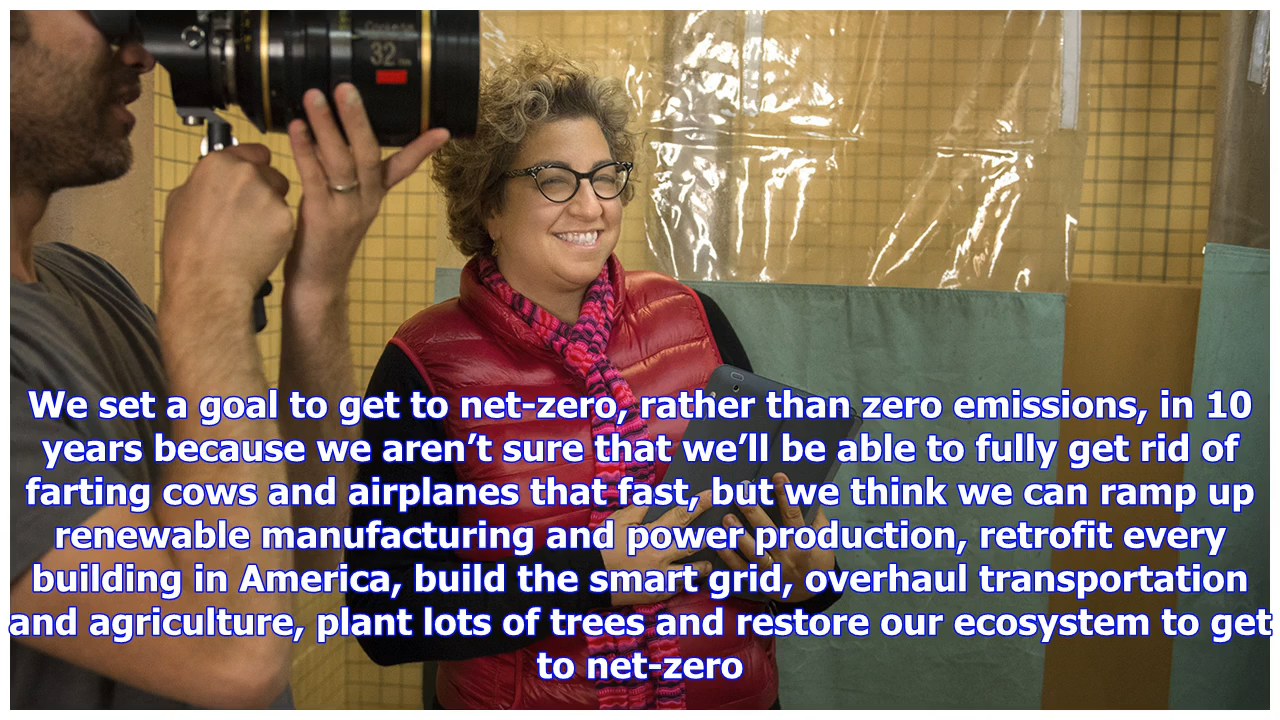 Cooke
32
We set a goal to get to net-zero, rather than zero emissions, in 10
years because we aren’t sure that we’ll be able to fully get rid of
farting cows and airplanes that fast, but we think we can ramp up
renewable manufacturing and power production, retrofit every
building in America, build the smart grid, overhaul transportation
and agriculture, plant lots of trees and restore our ecosystem to get
to net-zero